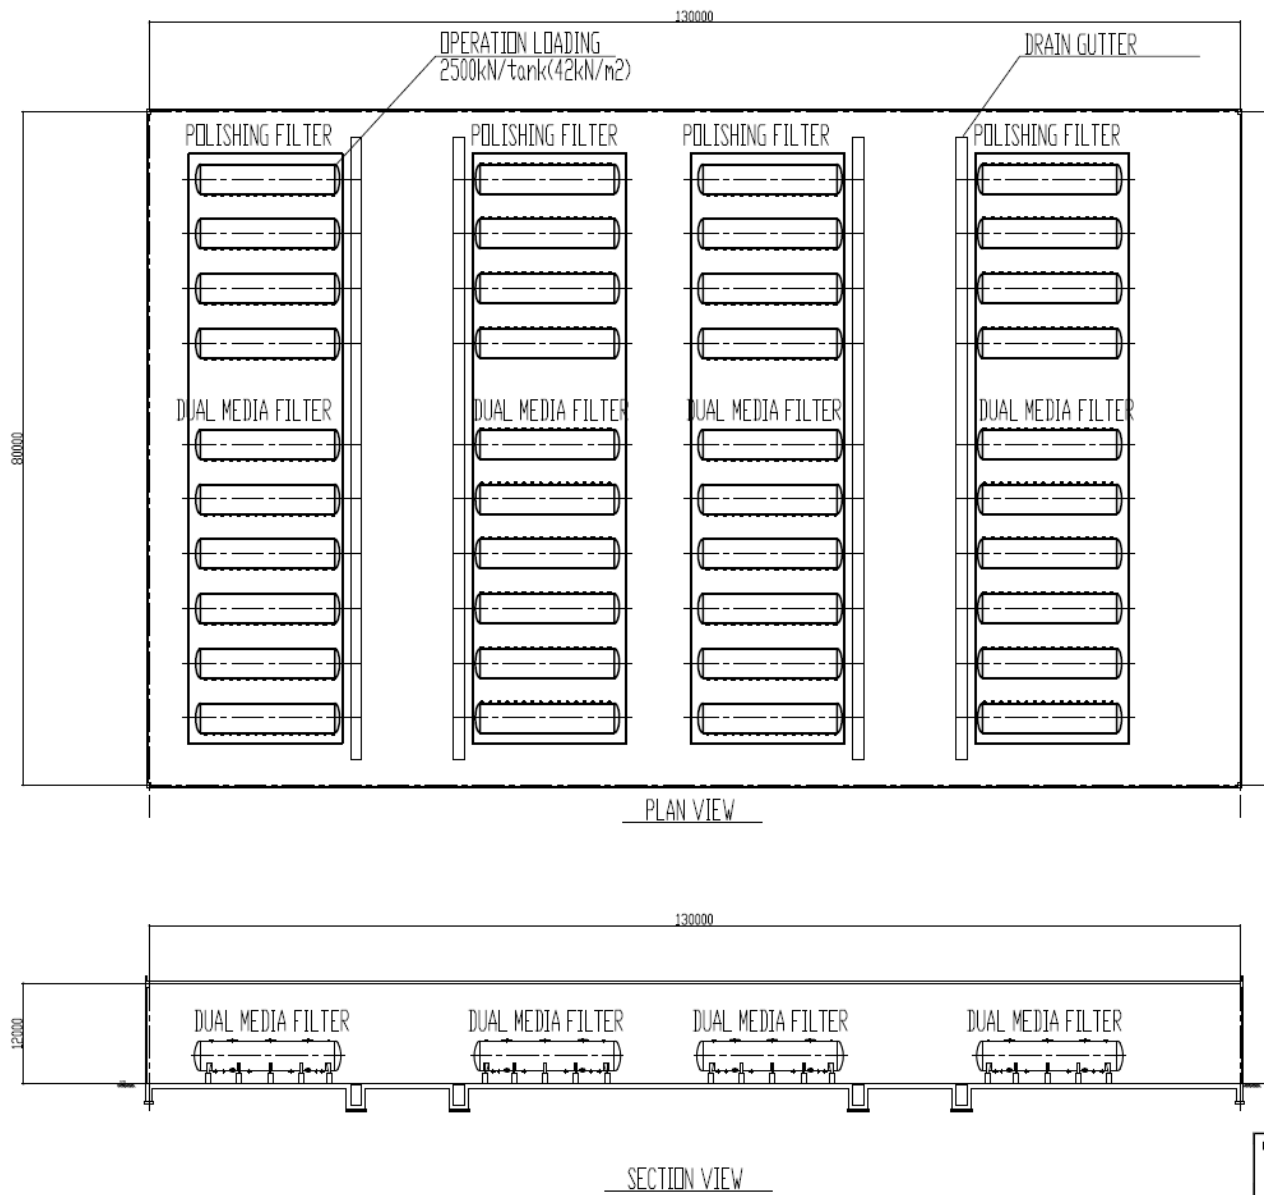 130000
OPERATION LOADING
2500kN/tank(42kN/m2)
DRAIN GUTTER
POLISHING FILTER
POLISHING FILTER
POLISHING FILTER
POLISHING FILTER
DUAL MEDIA FILTER
DUAL MEDIA FILTER
DUAL MEDIA FILTER
DUAL MEDIA FILTER
80000
PLAN VIEW
130000
12000
DUAL MEDIA FILTER
DUAL MEDIA FILTER
DUAL MEDIA FILTER
DUAL MEDIA FILTER
SECTION VIEW